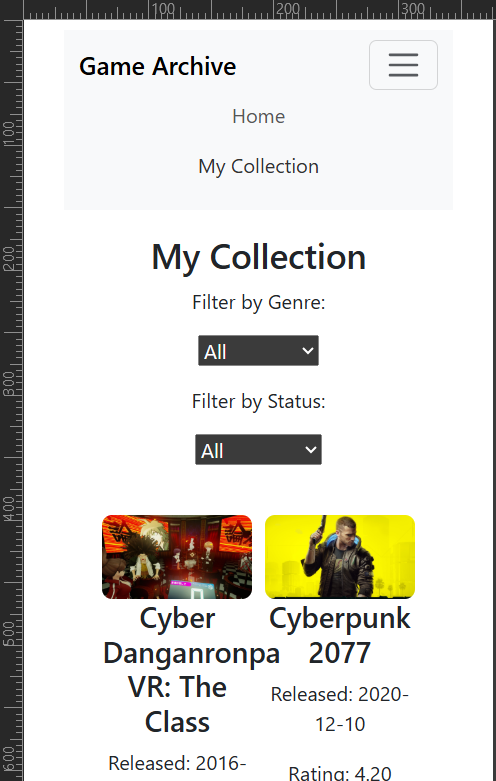 100 200 300
Game Archive
Home
My Collection
My Collection
Filter by Genre:
All
Filter by Status:
All
Cyber
Danganronpa
VR: The
Class
Released: 2016-
Cyberpunk
2077
Released: 2020-
12-10
Rating: 4.20
100
200
300
400
500
600